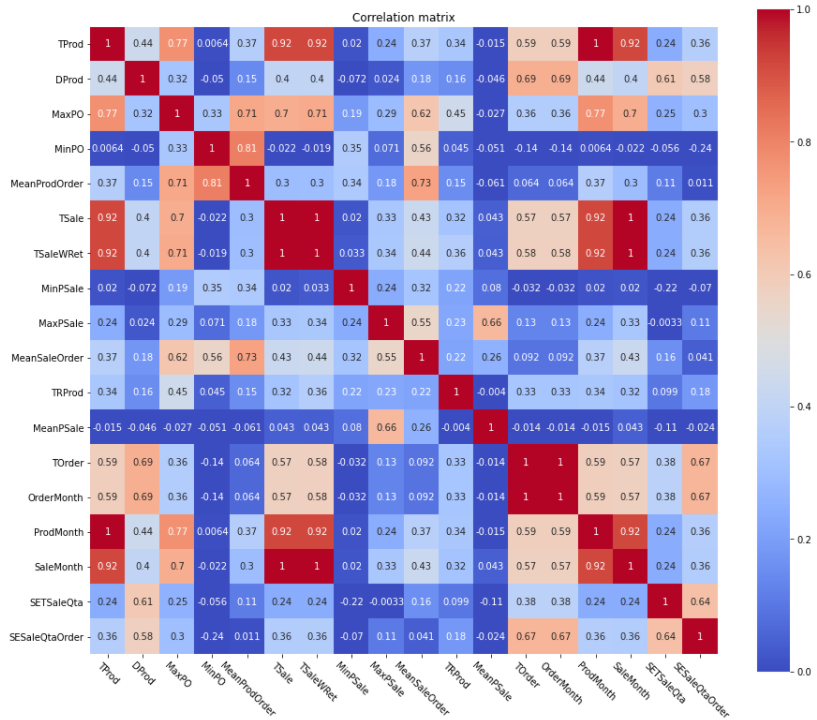 Correlation matrix
TProd 1 0.44 0.77 0.0064 0.37 0.92 0.92 0.02 0.24 0.37 0.34 -0.015 0.59 0.59 1 0.92 0.24 0.36
DProd 0.44 1 0.32 -0.05 0.15 0.4 0.4 -0.072 0.024 0.18 0.16 -0.046 0.69 0.69 0.44 0.4 0.61 0.58
MaxPO 0.77 0.32 1 0.33 0.71 0.7 0.71 0.19 0.29 0.62 0.45 -0.027 0.36 0.36 0.77 0.7 0.25 0.3
MinPO 0.0064 -0.05 0.33 1 0.81 -0.022 -0.019 0.35 0.071 0.56 0.045 -0.051 -0.14 -0.14 0.0064 -0.022 -0.056 -0.24
MeanProdOrder 0.37 0.15 0.71 0.81 1 0.3 0.3 0.34 0.18 0.73 0.15 -0.061 0.064 0.064 0.37 0.3 0.11 0.011
TSale 0.92 0.4 0.7 -0.022 0.3 1 1 0.02 0.33 0.43 0.32 0.043 0.57 0.57 0.92 1 0.24 0.36
TSaleWRet 0.92 0.4 0.71 -0.019 0.3 1 1 0.033 0.34 0.44 0.36 0.043 0.58 0.58 0.92 1 0.24 0.36
MinPSale 0.02 -0.072 0.19 0.35 0.34 0.02 0.033 1 0.24 0.32 0.22 0.08 -0.032 -0.032 0.02 0.02 -0.22 -0.07
MaxPSale 0.24 0.024 0.29 0.071 0.18 0.33 0.34 0.24 1 0.55 0.23 0.66 0.13 0.13 0.24 0.33 -0.0033 0.11
MeanSaleOrder 0.37 0.18 0.62 0.56 0.73 0.43 0.44 0.32 0.55 1 0.22 0.26 0.092 0.092 0.37 0.43 0.16 0.041
TRProd 0.34 0.16 0.45 0.045 0.15 0.32 0.36 0.22 0.23 0.22 1 -0.004 0.33 0.33 0.34 0.32 0.099 0.18
MeanPSale -0.015 -0.046 -0.027 -0.051 -0.061 0.043 0.043 0.08 0.66 0.26 -0.004 1 -0.014 -0.014 -0.015 0.043 -0.11 -0.024
TOrder 0.59 0.69 0.36 -0.14 0.064 0.57 0.58 -0.032 0.13 0.092 0.33 -0.014 1 1 0.59 0.57 0.38 0.67
OrderMonth 0.59 0.69 0.36 -0.14 0.064 0.57 0.58 -0.032 0.13 0.092 0.33 -0.014 1 1 0.59 0.57 0.38 0.67
ProdMonth 1 0.44 0.77 0.0064 0.37 0.92 0.92 0.02 0.24 0.37 0.34 -0.015 0.59 0.59 1 0.92 0.24 0.36
SaleMonth 0.92 0.4 0.7 -0.022 0.3 1 1 0.02 0.33 0.43 0.32 0.043 0.57 0.57 0.92 1 0.24 0.36
SETSaleQta 0.24 0.61 0.25 -0.056 0.11 0.24 0.24 -0.22 -0.0033 0.16 0.099 -0.11 0.38 0.38 0.24 0.24 1 0.64
SESaleQtaOrder 0.36 0.58 0.3 -0.24 0.011 0.36 0.36 -0.07 0.11 0.041 0.18 -0.024 0.67 0.67 0.36 0.36 0.64 1
TProd DProd MaxPO MinPO MeanProdOrder TSale TSaleWRet MinPSale MaxPSale MeanSaleOrder TRProd MeanPSale TOrder OrderMonth ProdMonth SaleMonth SETSaleQta SESaleQtaOrder
1.0
0.8
0.6
0.4
0.2
0.0